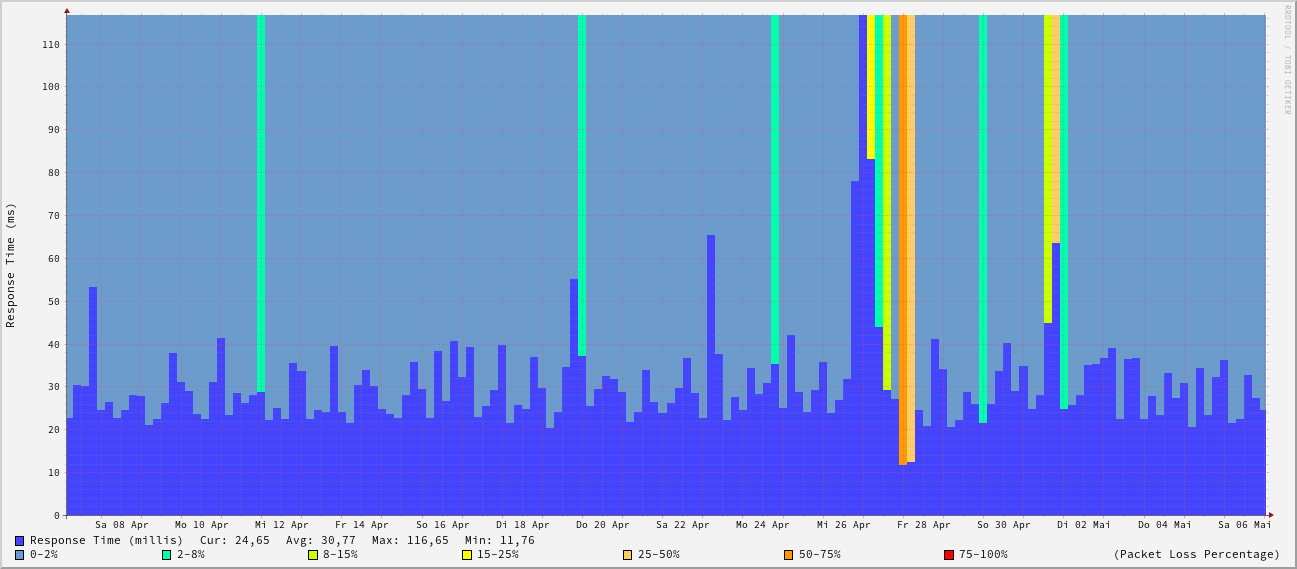 RRDTOOL / TOBI OETIKER
Response Time (ms)
110
100
90
80
70
60
50
40
30
20
10
0
Sa 08 Apr Mo 10 Apr Mi 12 Apr Fr 14 Apr So 16 Apr Di 18 Apr Do 20 Apr Sa 22 Apr Mo 24 Apr Mi 26 Apr Fr 28 Apr So 30 Apr Di 02 Mai Do 04 Mai Sa 06 Mai
Response Time (millis) Cur: 24,65 Avg: 30,77 Max: 116,65 Min: 11,76
0-2% 2-8% 8-15% 15-25% 25-50% 50-75% 75-100% (Packet Loss Percentage)